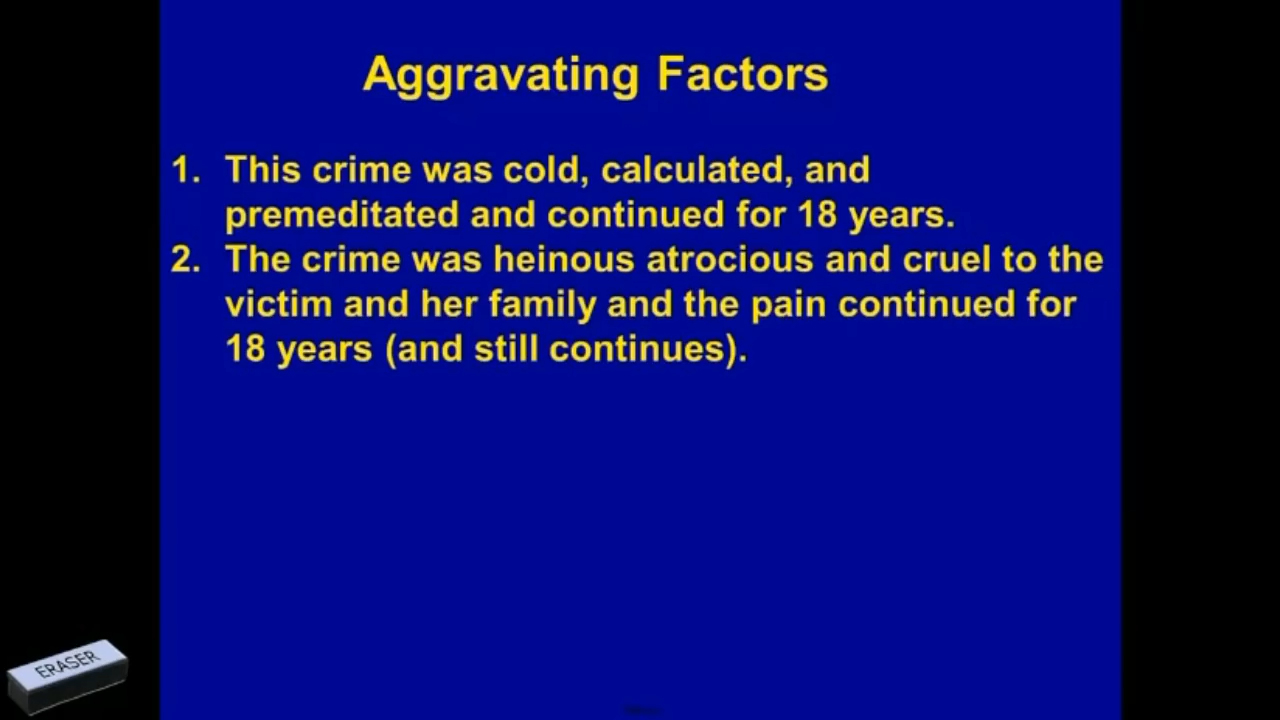 Aggravating Factors
1. This crime was cold, calculated, and
premeditated and continued for 18 years.
2. The crime was heinous atrocious and cruel to the
victim and her family and the pain continued for
18 years (and still continues).
ERASER